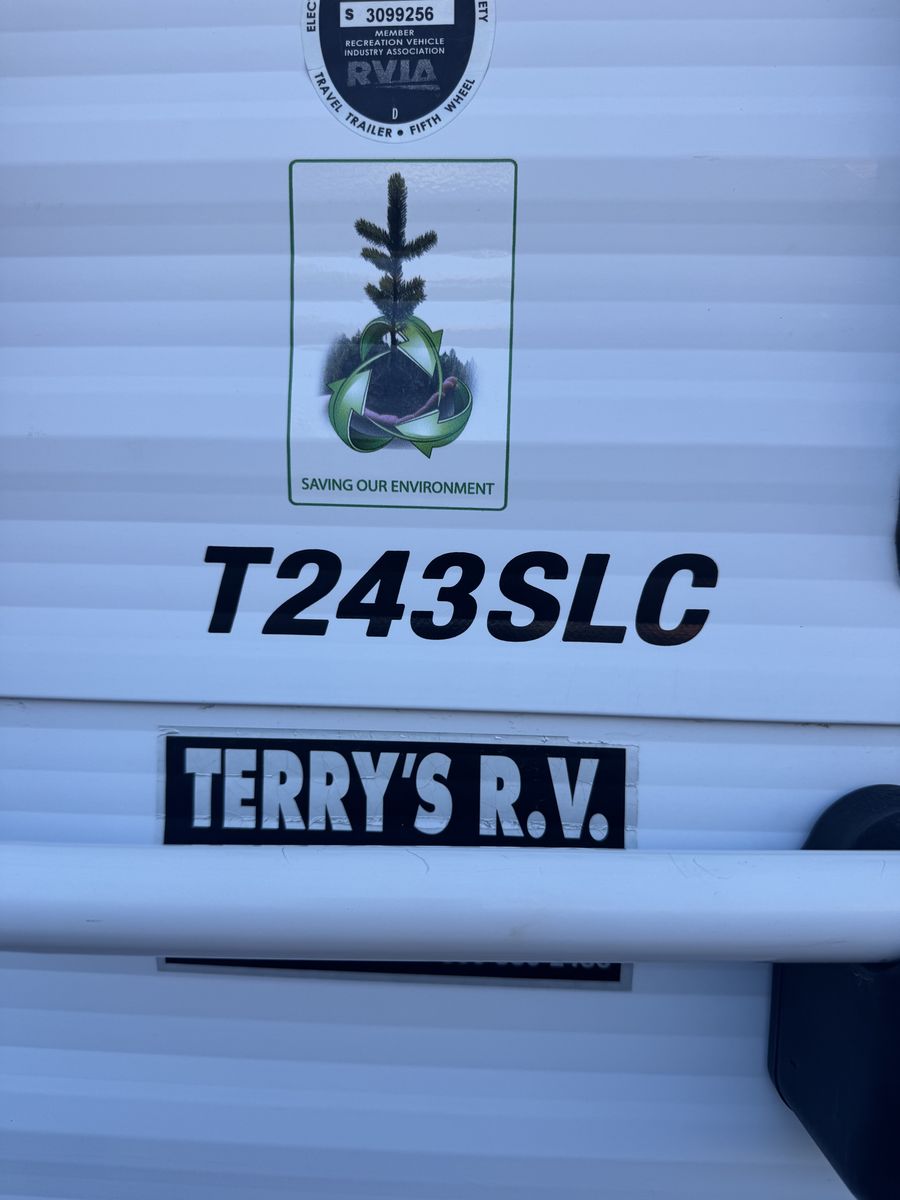 S 3099256
MEMBER
RECREATION VEHICLE
INDUSTRY ASSOCIATION
RVIA
D
TRAVEL TRAILER • FIFTH WHEEL
SAVING OUR ENVIRONMENT
T243SLC
TERRY'S R.V.